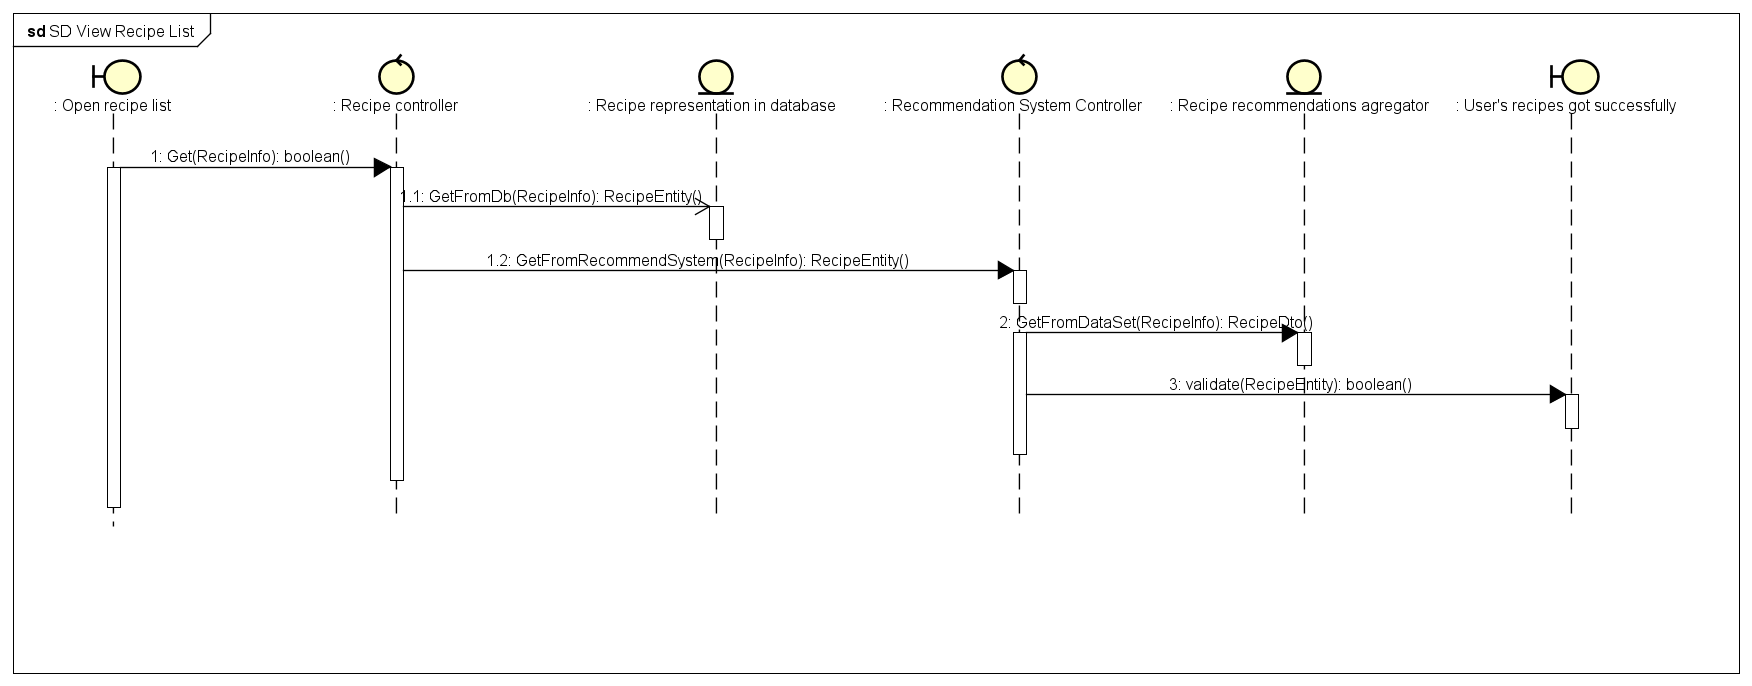 sd SD View Recipe List
: Open recipe list
: Recipe controller
: Recipe representation in database
: Recommendation System Controller
: Recipe recommendations agregator
: User's recipes got successfully
1: Get(RecipeInfo): boolean()
1.1: GetFromDb(RecipeInfo): RecipeEntity()
1.2: GetFromRecommendSystem(RecipeInfo): RecipeEntity()
2: GetFromDataSet(RecipeInfo): RecipeDto()
3: validate(RecipeEntity): boolean()